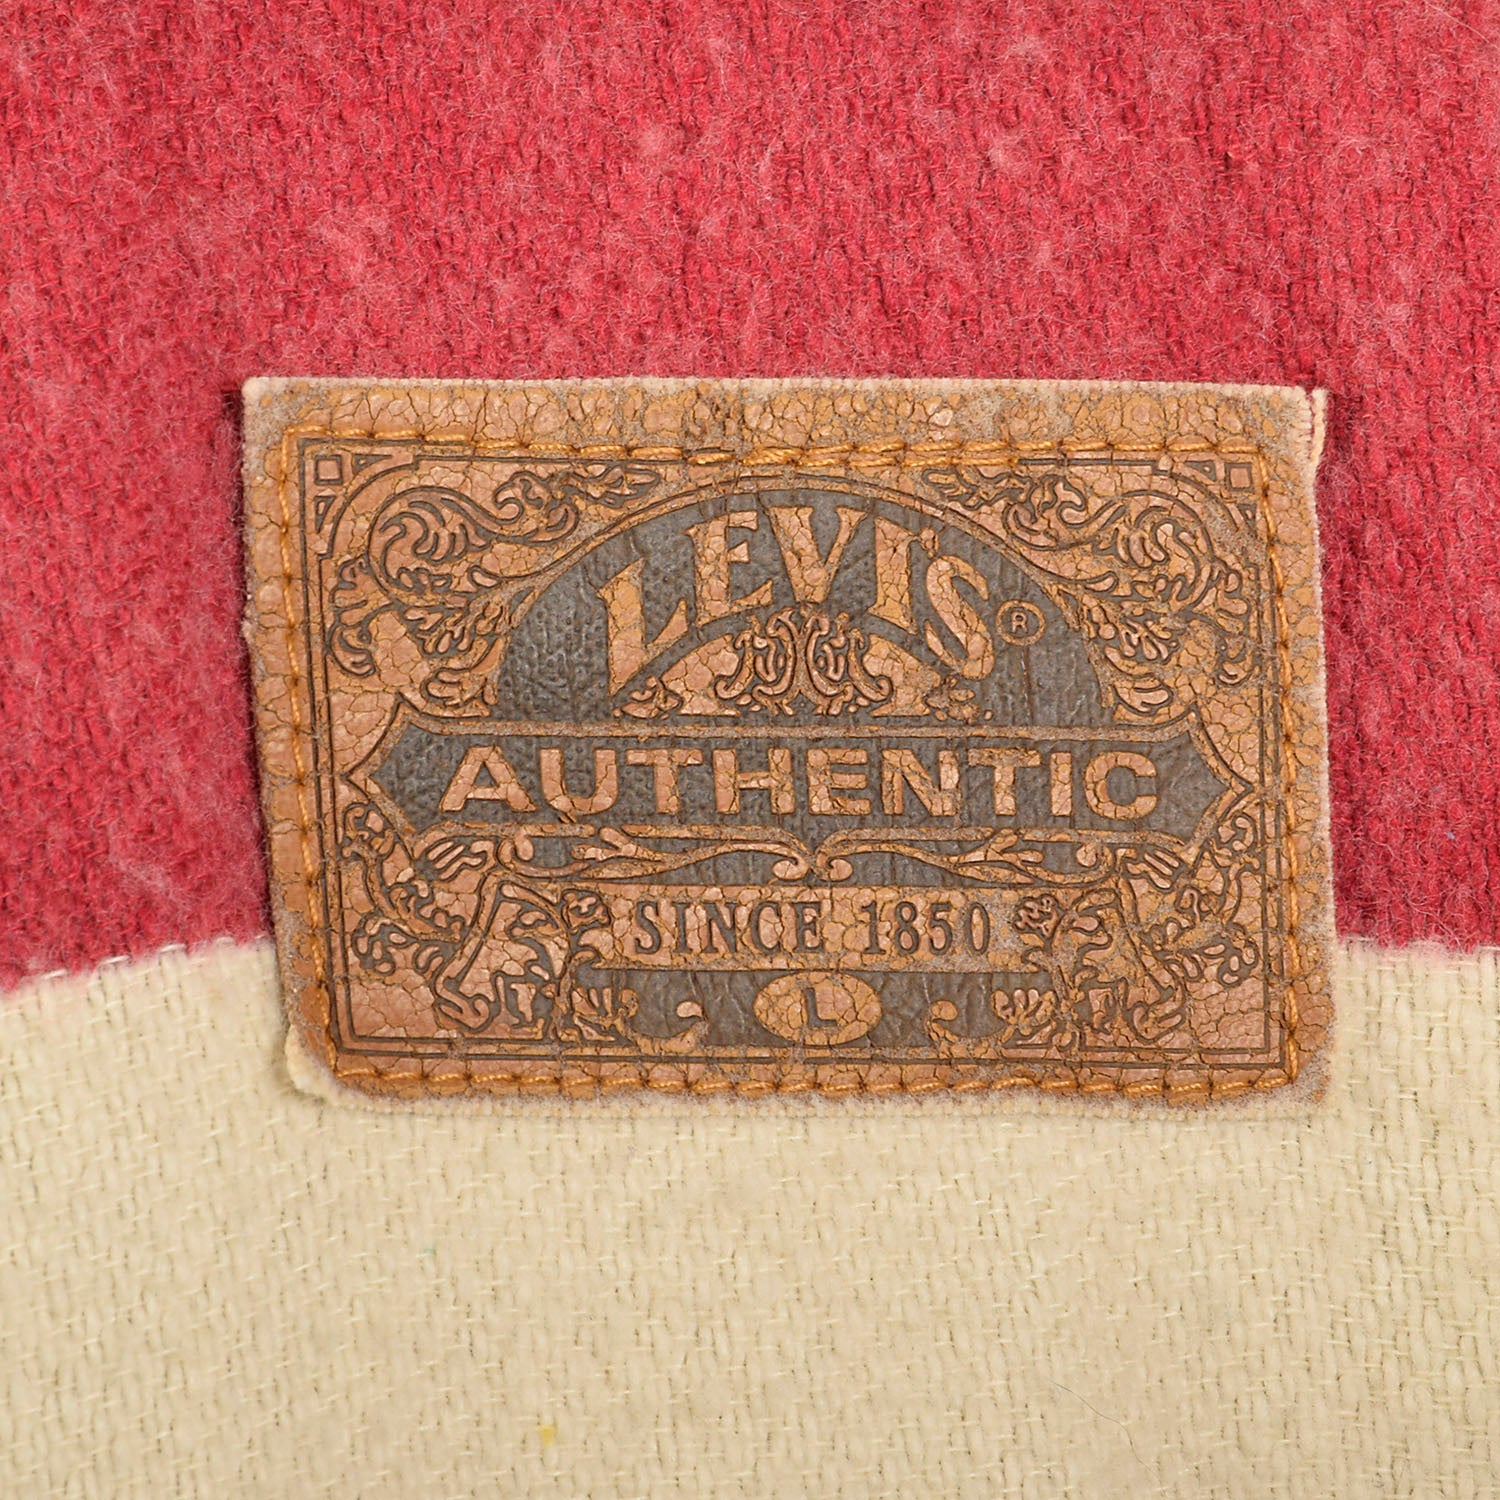 LEVI'S ®
AUTHENTIC
SINCE 1850
L